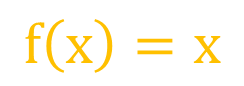 f(x) = x